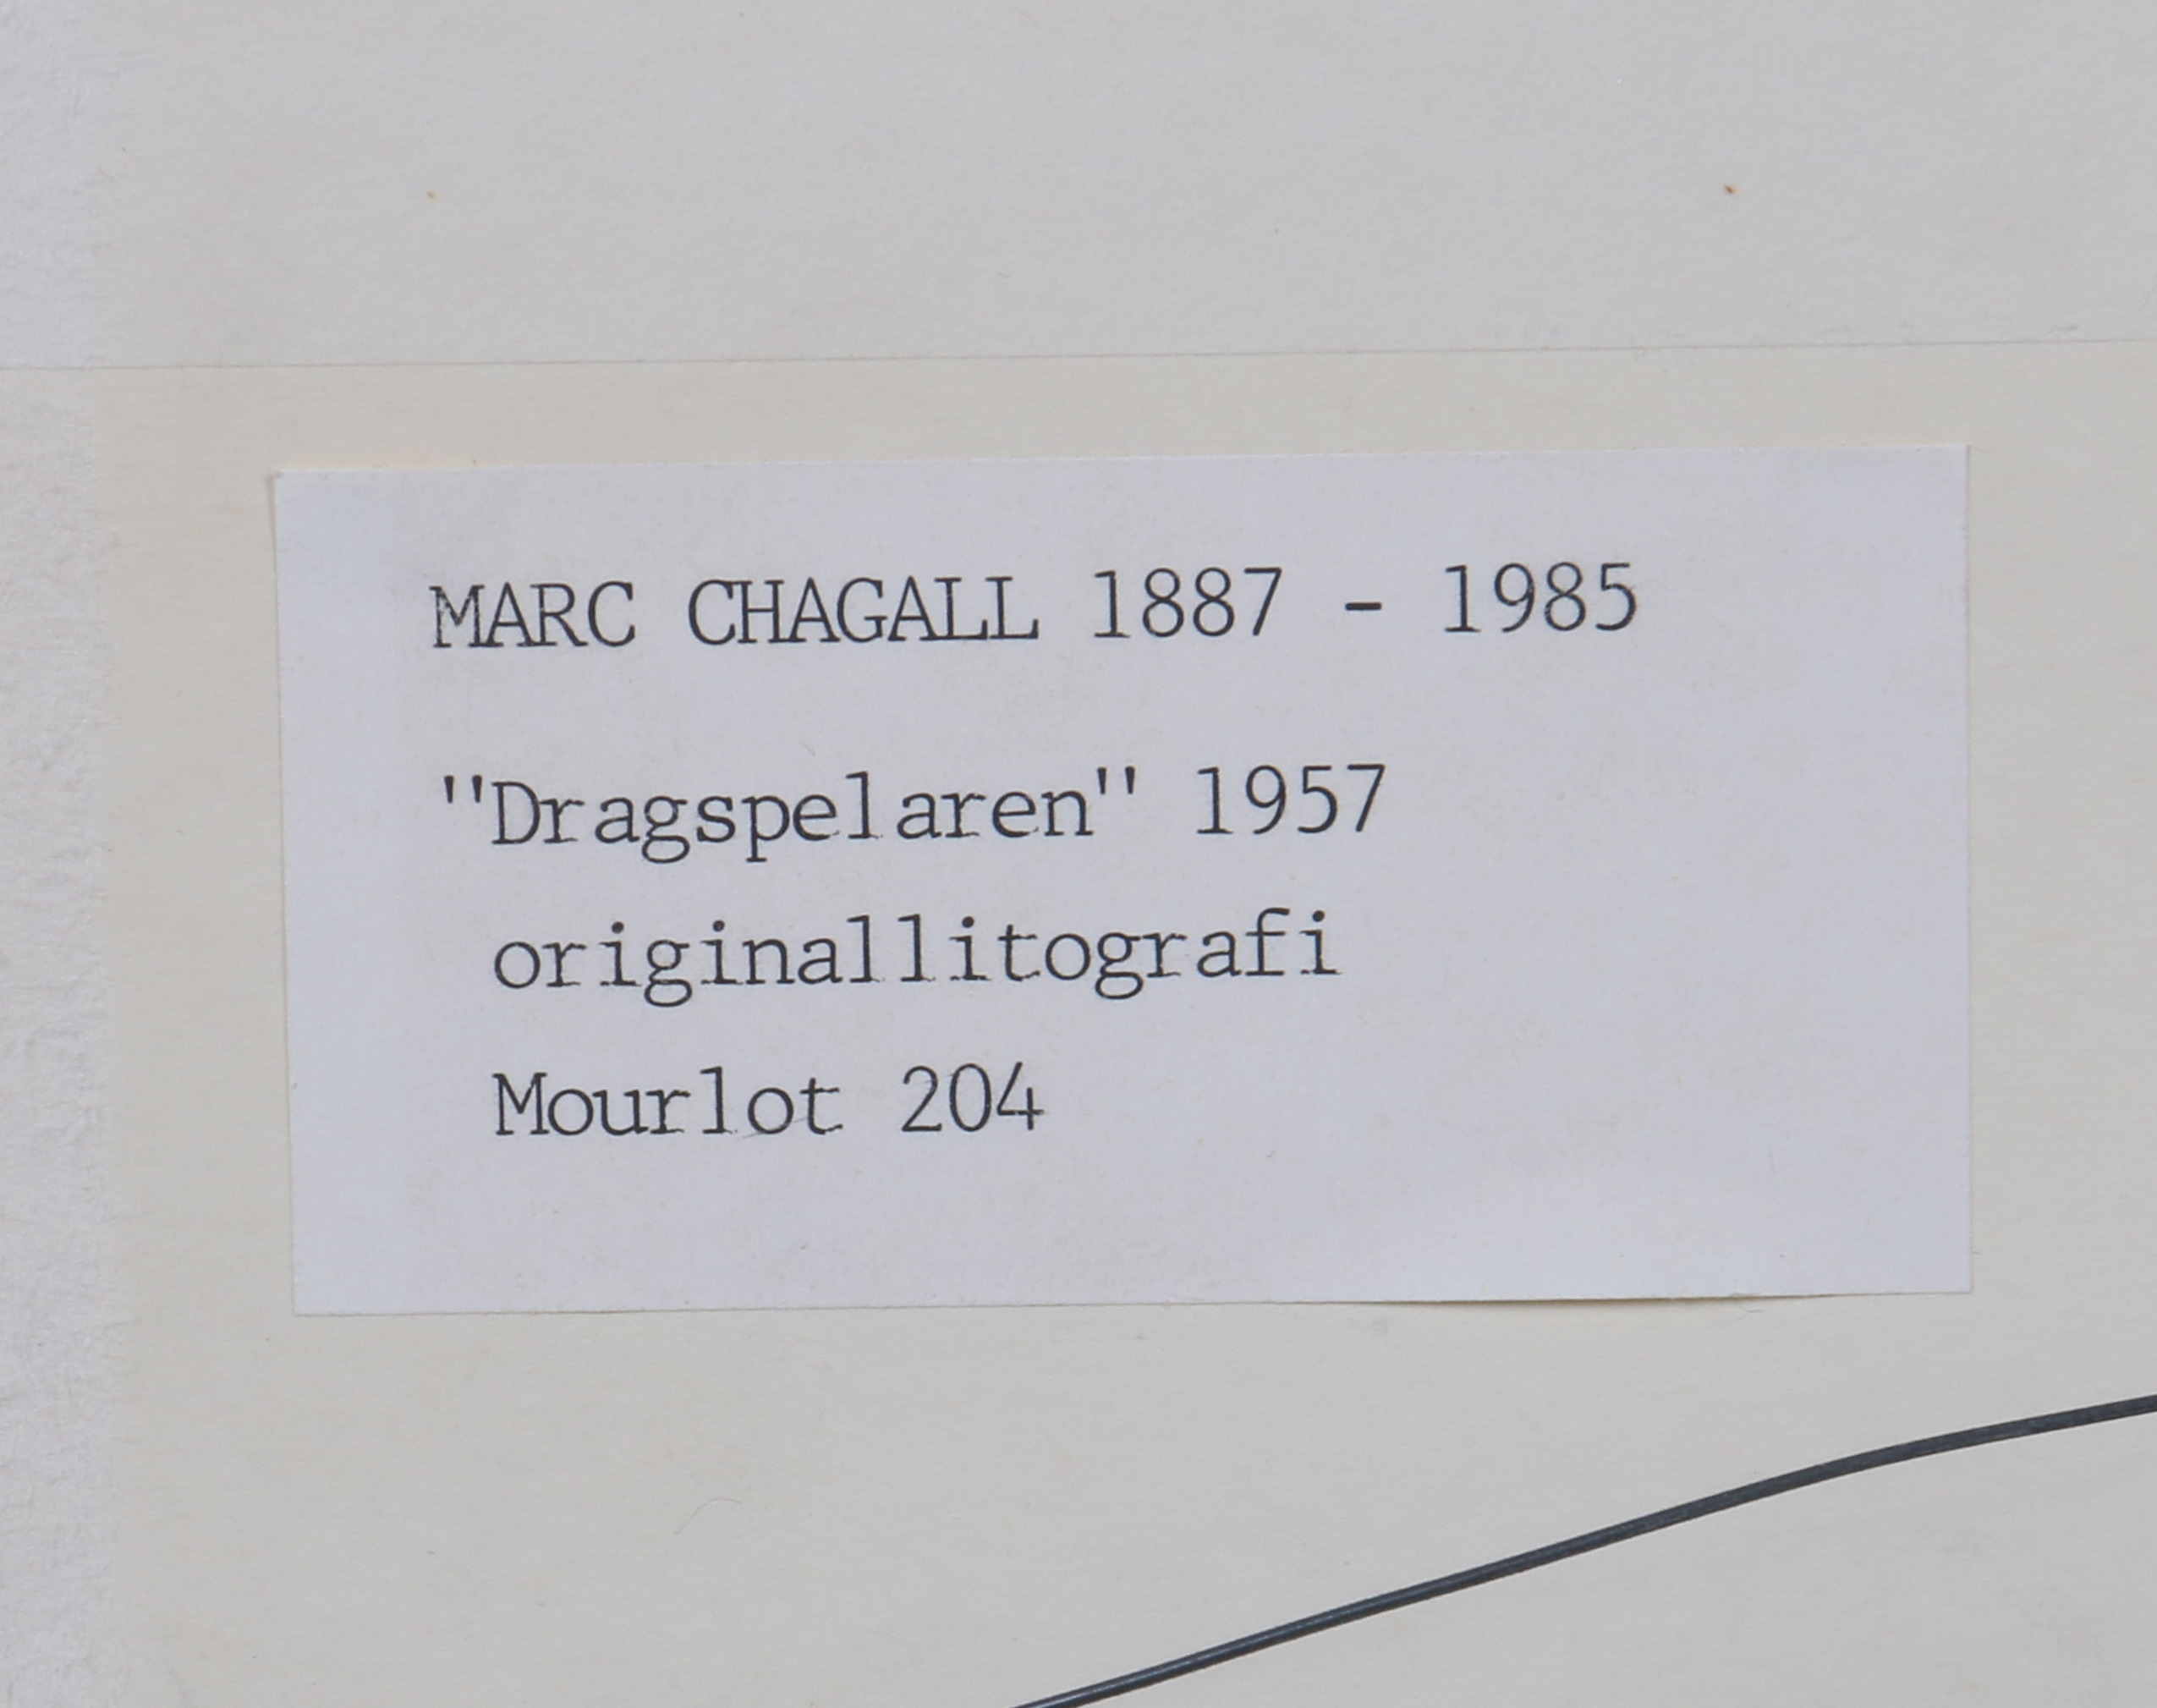 MARC CHAGALL 1887 - 1985
"Dragspelaren" 1957
originallitografi
Mourlot 204